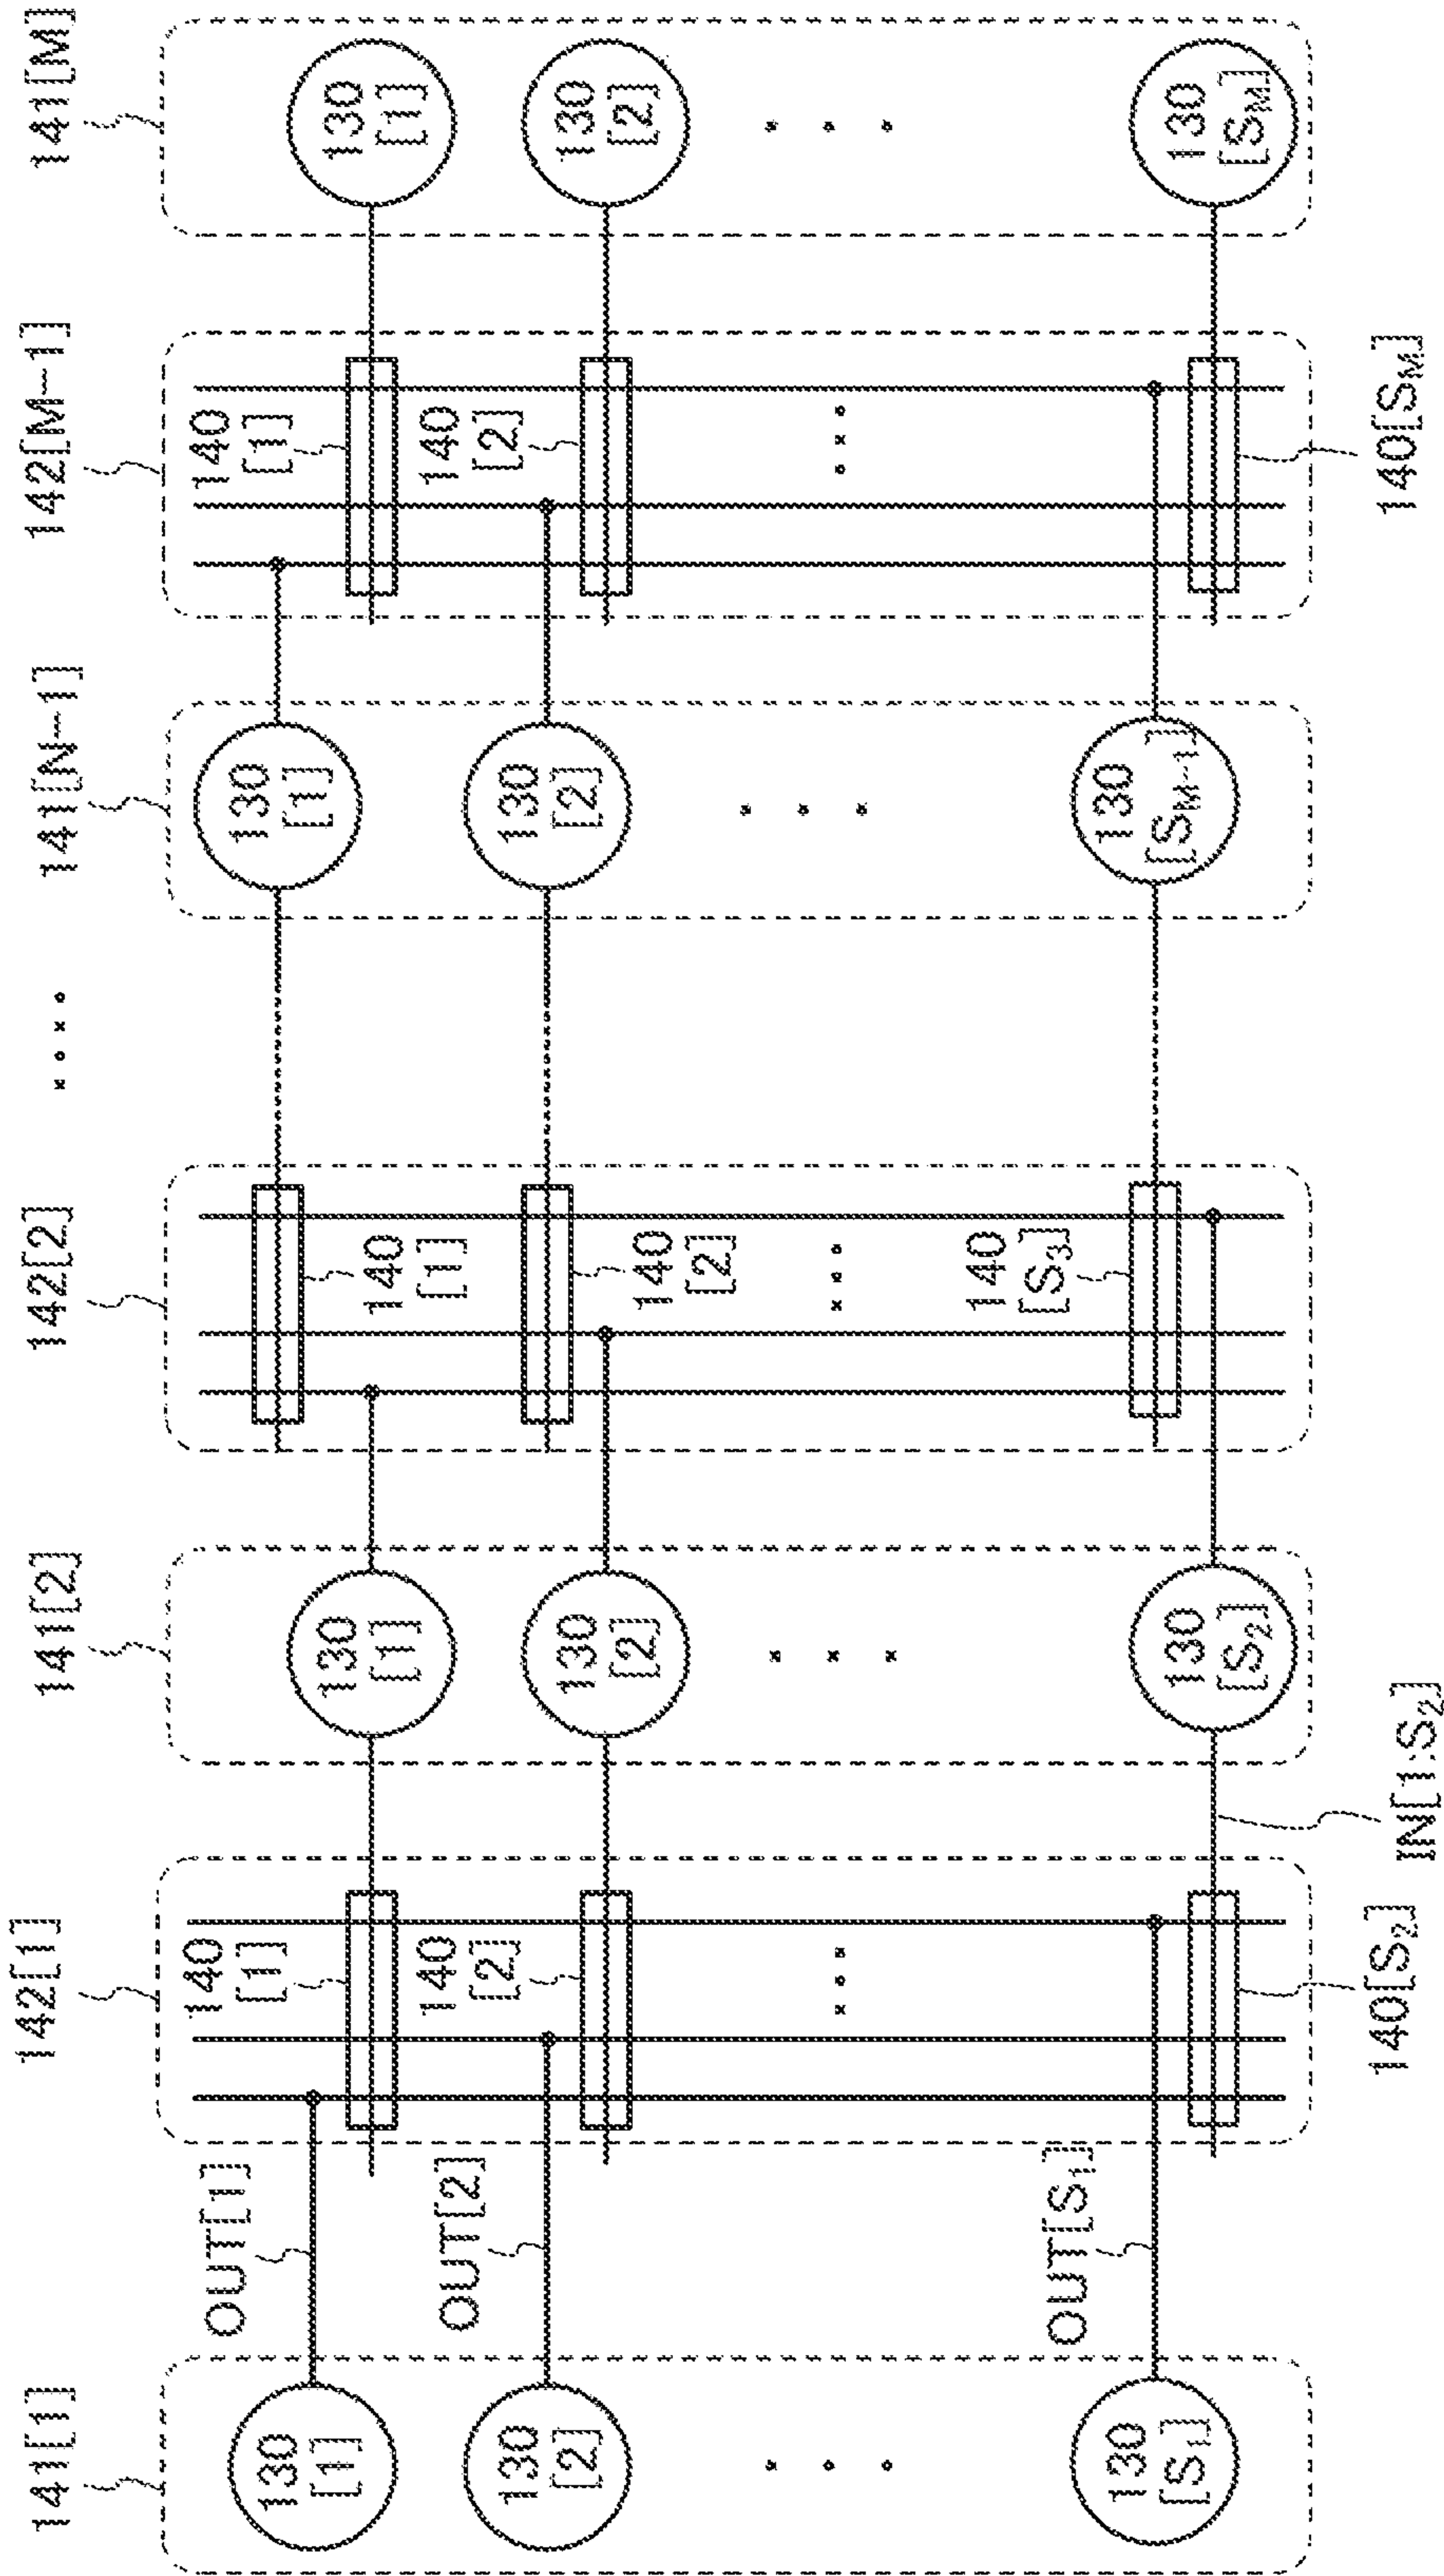 141[1]
142[1]
141[2]
142[2]
141[N-1]
142[M-1]
141[M]
130
[1]
130
[2]
130
[S₁]
OUT[1]
OUT[2]
OUT[S₁]
140
[1]
140
[2]
140[S₂]
IN[1:S₂]
130
[1]
130
[2]
130
[S₂]
140
[1]
140
[2]
140
[S₃]
130
[1]
130
[2]
130
[Sₘ₋₁]
140
[1]
140
[2]
140[Sₘ]
130
[1]
130
[2]
130
[Sₘ]